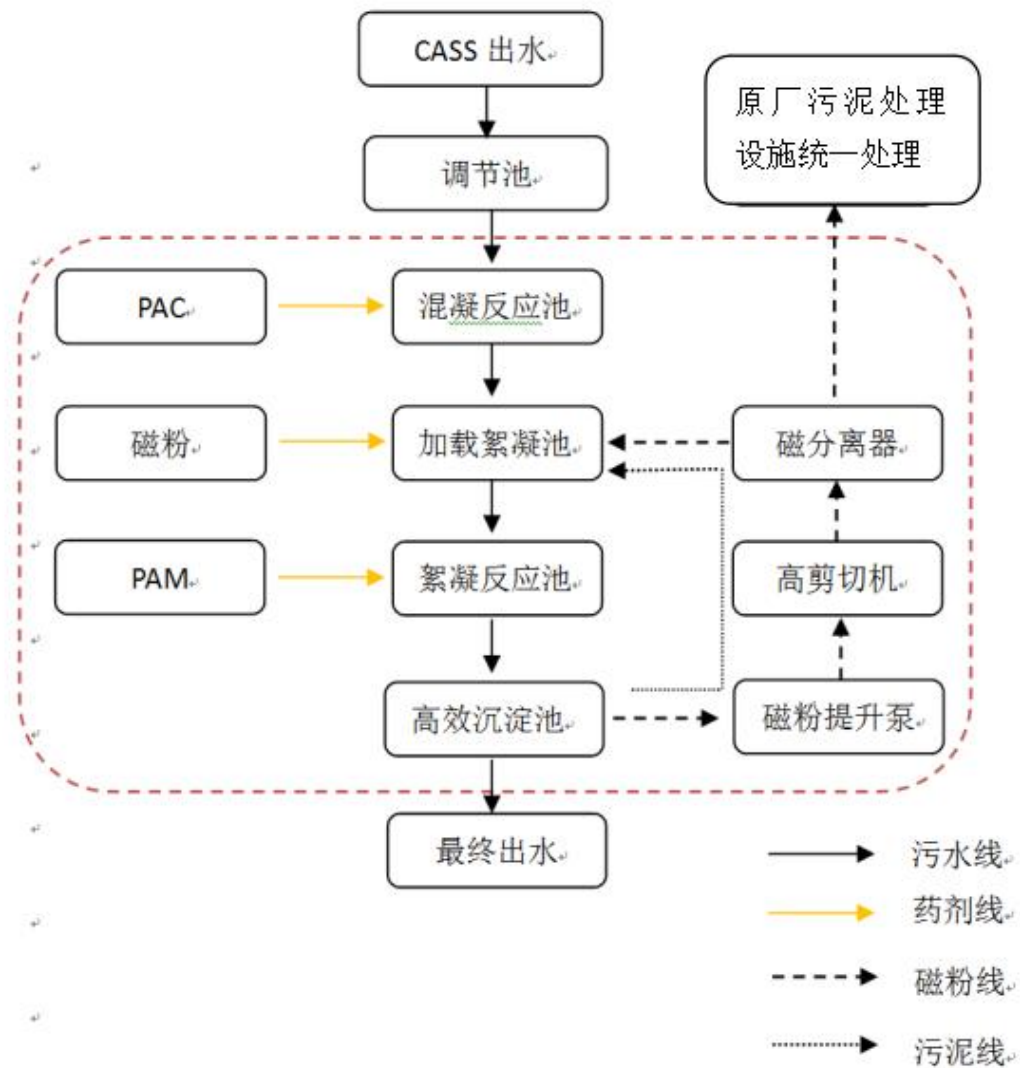 CASS 出水
原厂污泥处理
设施统一处理
调节池
PAC
混凝反应池
磁粉
加载絮凝池
磁分离器
PAM
絮凝反应池
高剪切机
高效沉淀池
磁粉提升泵
最终出水
污水线
药剂线
磁粉线
污泥线